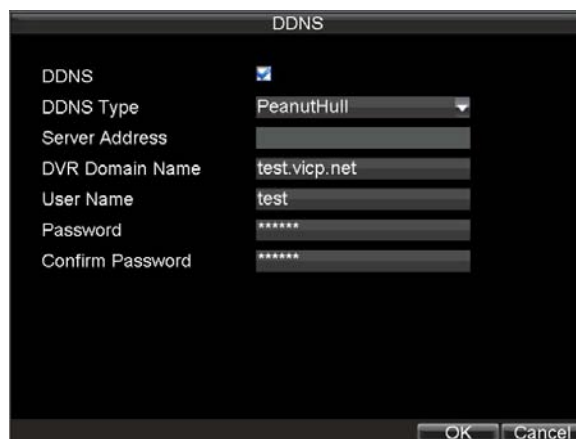 DDNS
DDNS
DDNS Type PeanutHull
Server Address
DVR Domain Name test.vicp.net
User Name test
Password ******
Confirm Password ******
OK Cancel